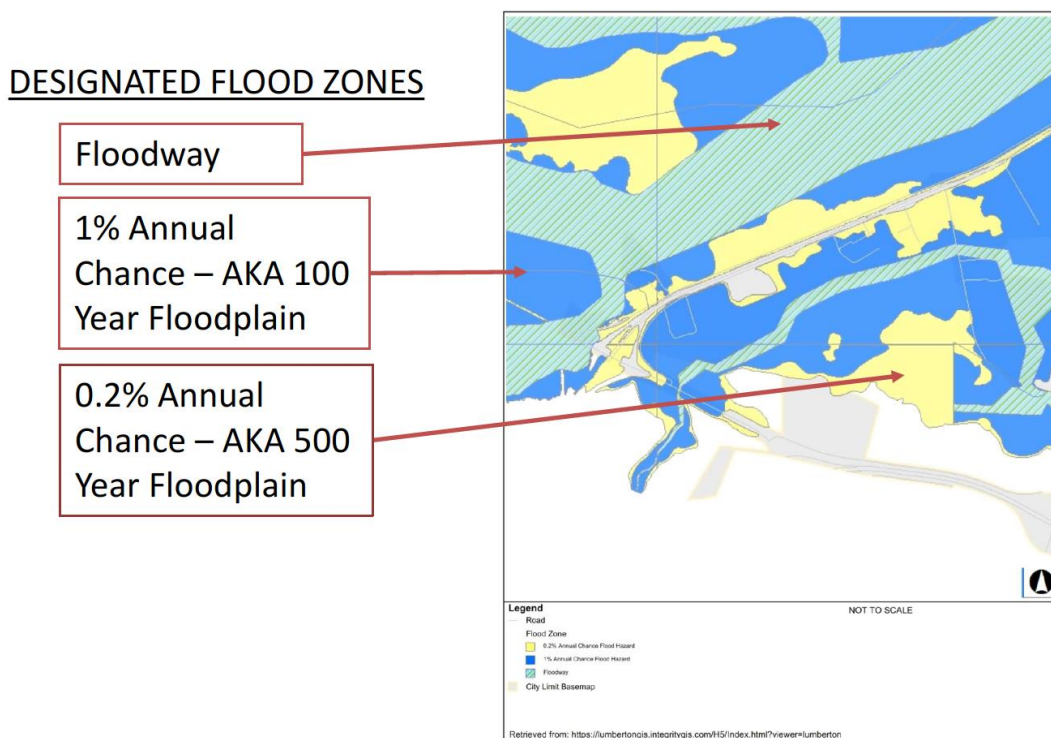 DESIGNATED FLOOD ZONES
Floodway
1% Annual
Chance – AKA 100
Year Floodplain
0.2% Annual
Chance – AKA 500
Year Floodplain
Legend
NOT TO SCALE
Road
Flood Zone
0.2% Annual Chance Flood Hazard
1% Annual Chance Flood Hazard
Floodway
City Limit Basemap
Retrieved from: https://lumbertongis.integritygis.com/H5/Index.html?viewer=lumberton